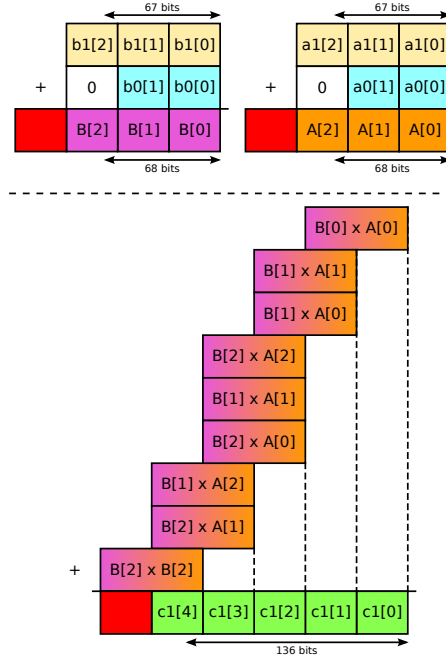 67 bits 67 bits
b1[2] b1[1] b1[0] a1[2] a1[1] a1[0]
+ 0 b0[1] b0[0] + 0 a0[1] a0[0]
B[2] B[1] B[0] A[2] A[1] A[0]
68 bits 68 bits
B[0] x A[0]
B[1] x A[1]
B[1] x A[0]
B[2] x A[2]
B[1] x A[1]
B[2] x A[0]
B[1] x A[2]
B[2] x A[1]
+ B[2] x B[2]
c1[4] c1[3] c1[2] c1[1] c1[0]
136 bits